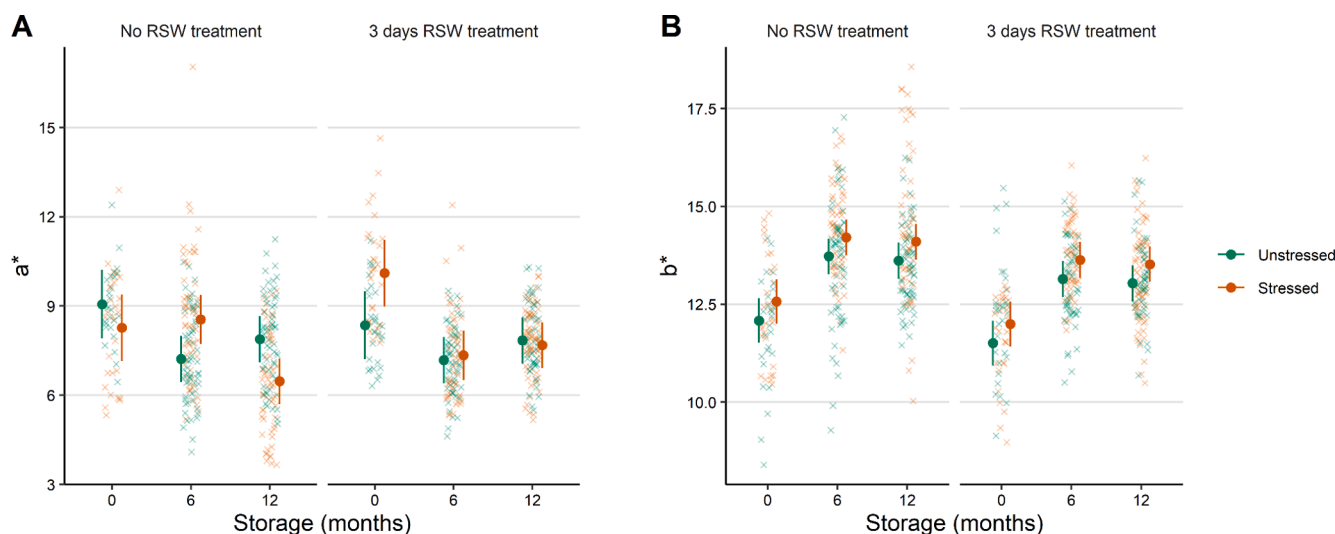 A
No RSW treatment
3 days RSW treatment
a*
15
12
9
6
3
0
6
12
0
6
12
Storage (months)
B
No RSW treatment
3 days RSW treatment
b*
17.5
15.0
12.5
10.0
0
6
12
0
6
12
Storage (months)
Unstressed
Stressed